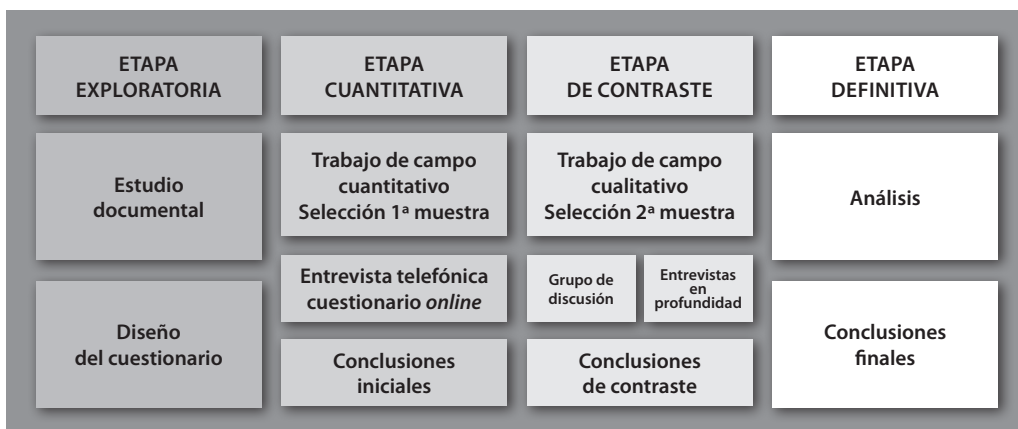 ETAPA
EXPLORATORIA
Estudio
documental
Diseño
del cuestionario
ETAPA
CUANTITATIVA
Trabajo de campo
cuantitativo
Selección 1ª muestra
Entrevista telefónica
cuestionario online
Conclusiones
iniciales
ETAPA
DE CONTRASTE
Trabajo de campo
cualitativo
Selección 2ª muestra
Grupo de
discusión
Entrevistas
en
profundidad
Conclusiones
de contraste
ETAPA
DEFINITIVA
Análisis
Conclusiones
finales